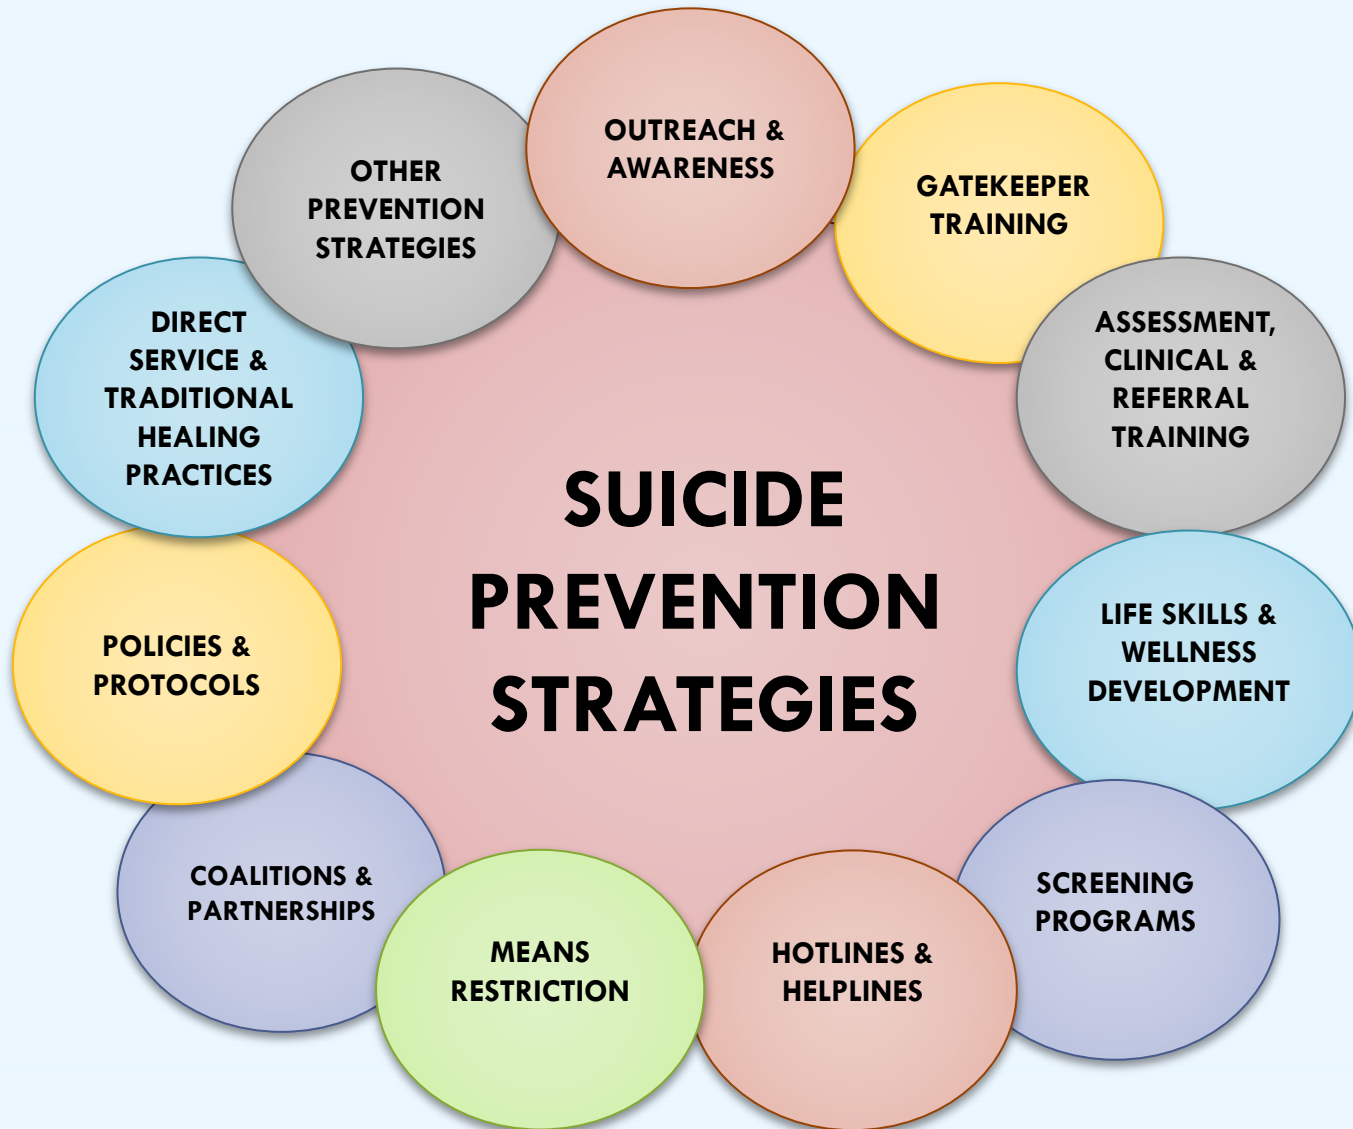 OUTREACH &
AWARENESS
GATEKEEPER
TRAINING
ASSESSMENT,
CLINICAL &
REFERRAL
TRAINING
LIFE SKILLS &
WELLNESS
DEVELOPMENT
SCREENING
PROGRAMS
HOTLINES &
HELPLINES
MEANS
RESTRICTION
COALITIONS &
PARTNERSHIPS
POLICIES &
PROTOCOLS
DIRECT
SERVICE &
TRADITIONAL
HEALING
PRACTICES
OTHER
PREVENTION
STRATEGIES
SUICIDE
PREVENTION
STRATEGIES